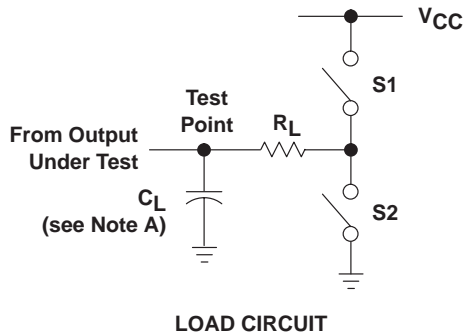 VCC
S1
Test
Point
RL
From Output
Under Test
CL
(see Note A)
S2
LOAD CIRCUIT